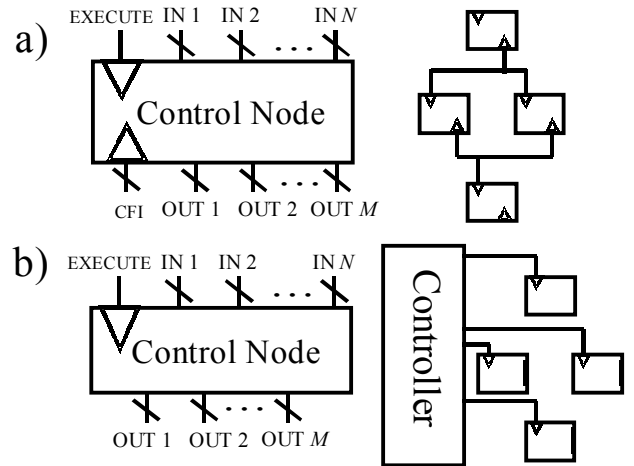 a)
EXECUTE IN 1 IN 2 ... IN N
Control Node
CFI OUT 1 OUT 2 OUT M
b)
EXECUTE IN 1 IN 2 ... IN N
Control Node
OUT 1 OUT 2 OUT M
Controller